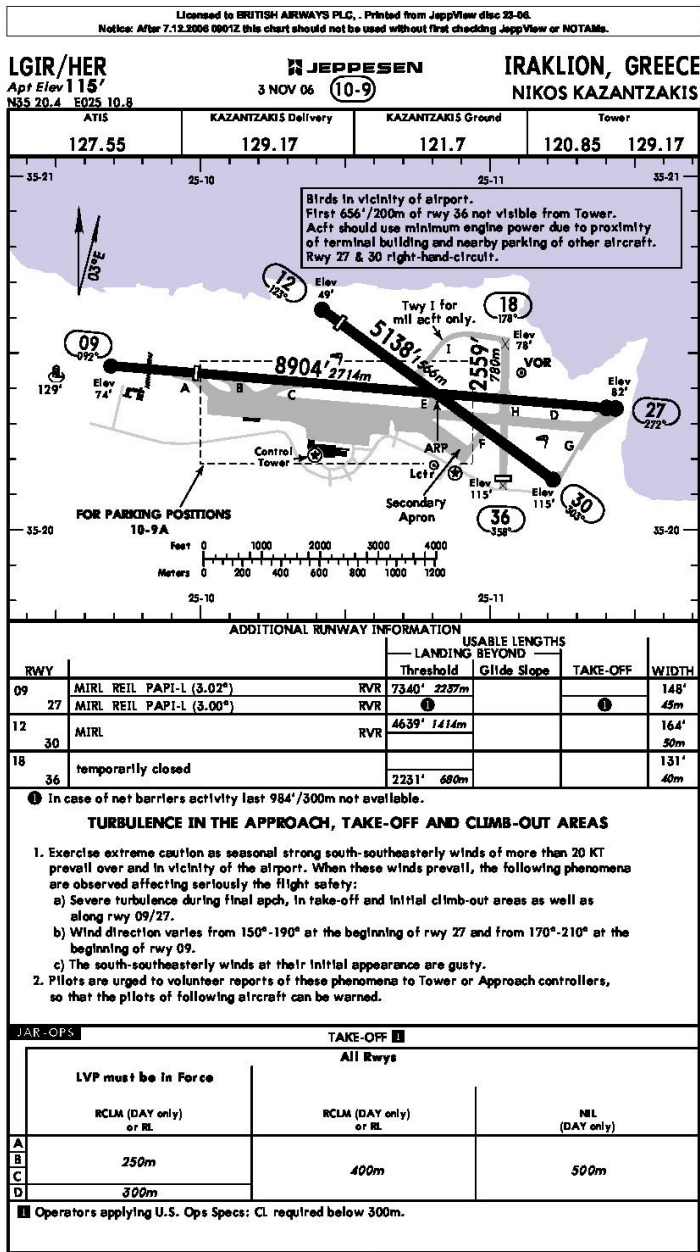 Licensed to BRITISH AIRWAYS PLC, . Printed from JeppView disc 23-06.
Notice: After 7.12.2006 0901Z this chart should not be used without first checking JeppView or NOTAMs.
LGIR/HER
Apt Elev 115'
N35 20.4 E025 10.8
JEPPESEN
3 NOV 06 10-9
IRAKLION, GREECE
NIKOS KAZANTZAKIS
ATIS KAZANTZAKIS Delivery KAZANTZAKIS Ground Tower
127.55 129.17 121.7 120.85 129.17
35-21 25-10 25-11 35-21
Birds in vicinity of airport.
First 656'/200m of rwy 36 not visible from Tower.
Acft should use minimum engine power due to proximity
of terminal building and nearby parking of other aircraft.
Rwy 27 & 30 right-hand-circuit.
03°E
12
123°
Elev
49'
Twy I for
mil acft only.
18
178°
Elev
78'
09
092°
Elev
74'
129'
8904'
2714m
5138'
1566m
2559'
780m
I
VOR
Elev
82'
27
272°
A B C E H D F G
ARP
Control
Tower
Lctr
Elev
115'
Elev
115'
30
303°
36
358°
Secondary
Apron
FOR PARKING POSITIONS
10-9A
35-20 35-20
Feet 0 1000 2000 3000 4000
Meters 0 200 400 600 800 1000 1200
25-10 25-11
ADDITIONAL RUNWAY INFORMATION
USABLE LENGTHS
LANDING BEYOND
RWY Threshold Glide Slope TAKE-OFF WIDTH
09 MIRL REIL PAPI-L (3.02°) RVR 7340' 2237m 148'
27 MIRL REIL PAPI-L (3.00°) RVR 1 1 45m
12 4639' 1414m 164'
MIRL RVR
30 50m
18 131'
temporarily closed
36 2231' 680m 40m
1 In case of net barriers activity last 984'/300m not available.
TURBULENCE IN THE APPROACH, TAKE-OFF AND CLIMB-OUT AREAS
1. Exercise extreme caution as seasonal strong south-southeasterly winds of more than 20 KT
prevail over and in vicinity of the airport. When these winds prevail, the following phenomena
are observed affecting seriously the flight safety:
a) Severe turbulence during final apch, in take-off and initial climb-out areas as well as
along rwy 09/27.
b) Wind direction varies from 150°-190° at the beginning of rwy 27 and from 170°-210° at the
beginning of rwy 09.
c) The south-southeasterly winds at their initial appearance are gusty.
2. Pilots are urged to volunteer reports of these phenomena to Tower or Approach controllers,
so that the pilots of following aircraft can be warned.
JAR-OPS TAKE-OFF 1
All Rwys
LVP must be in Force
RCLM (DAY only) RCLM (DAY only) NIL
or RL or RL (DAY only)
A
B 250m
C 400m 500m
D 300m
1 Operators applying U.S. Ops Specs: CL required below 300m.